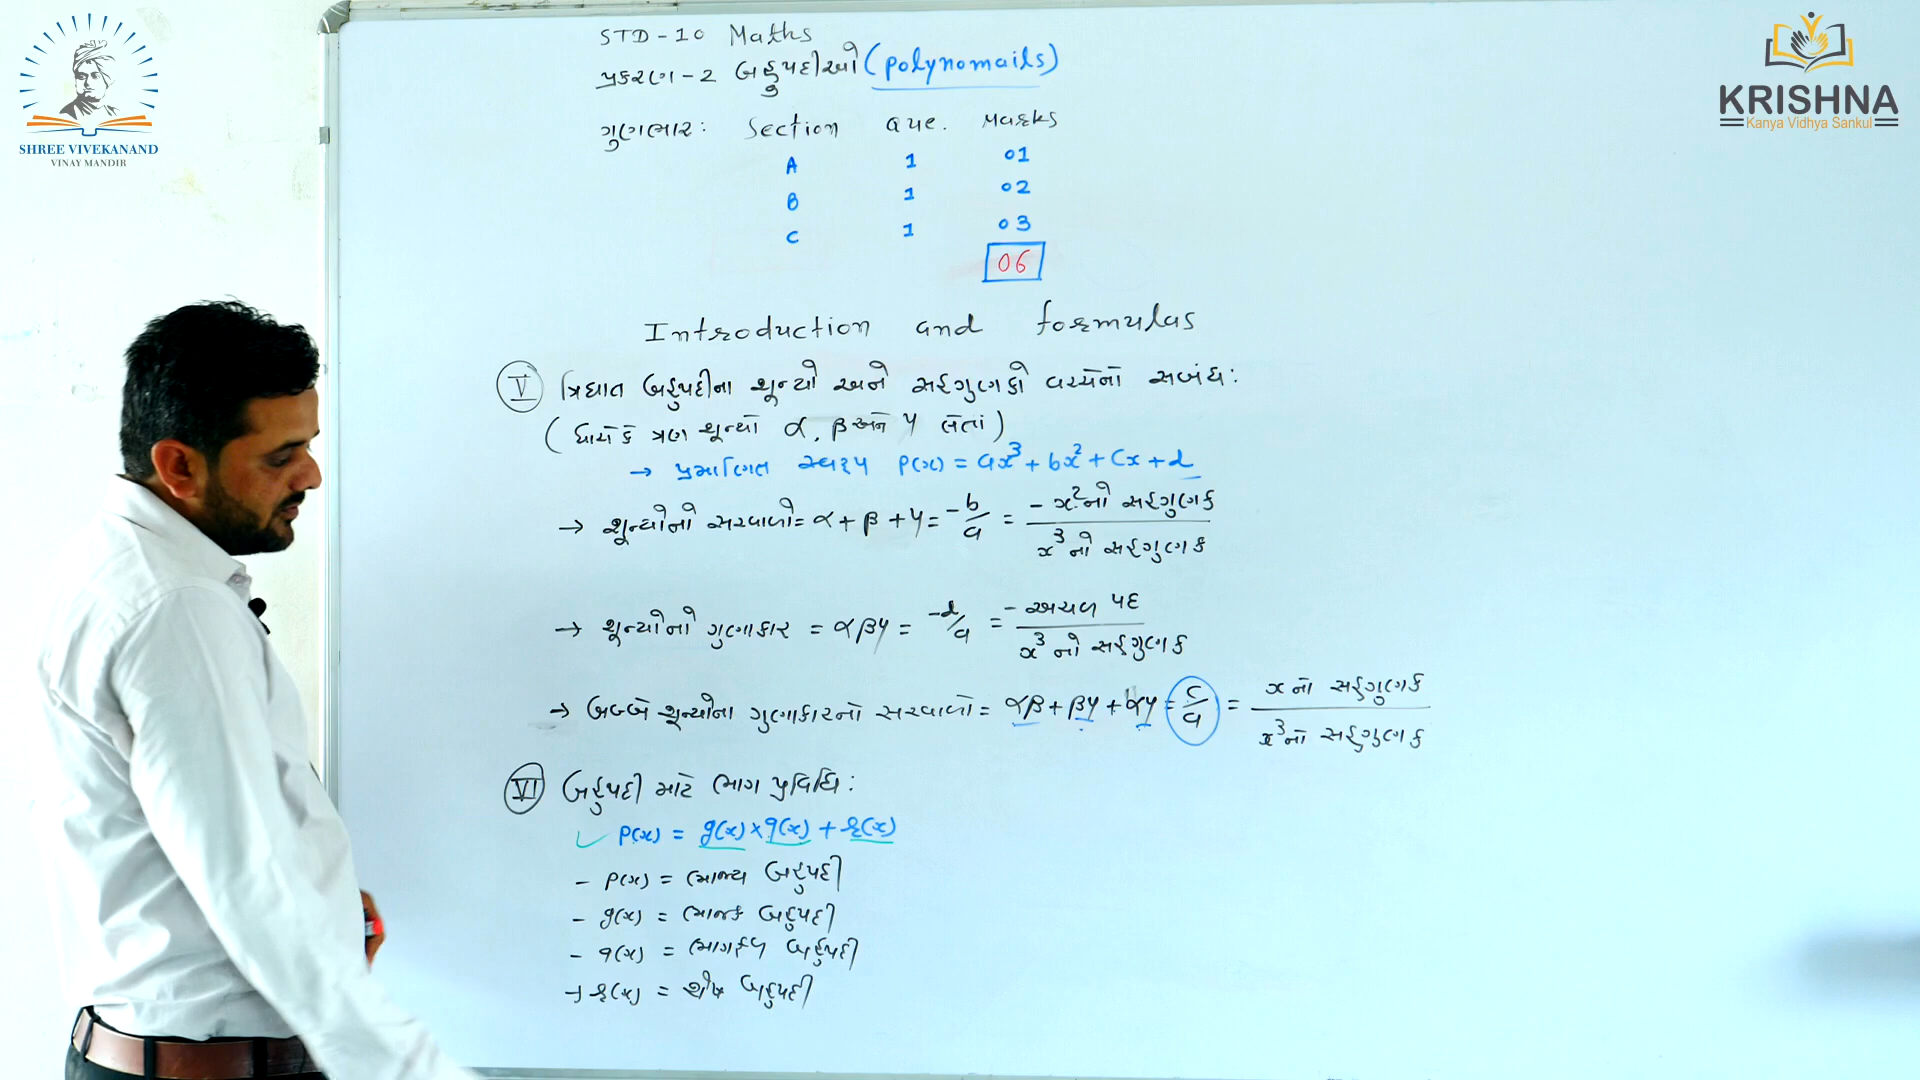 SHREE VIVEKANAND
VINAY MANDIR
KRISHNA
Kanya Vidhya Sankul
STD-10 Maths
પ્રકરણ-2 બહુપદીઓ (polynomails)
ગુણભાર: Section Que. Marks
A 1 01
B 1 02
C 1 03
06
Introduction and formulas
V ત્રિઘાત બહુપદીના શૂન્યો અને સહગુણકો વચ્ચેનો સબંધ:
(ધારો કે ત્રણ શૂન્યો α, β અને γ લેતાં)
→ પ્રમાણિત સ્વરૂપ P(x) = ax³ + bx² + cx + d
→ શૂન્યોનો સરવાળો = α + β + γ = -b/a = - x²નો સહગુણક / x³નો સહગુણક
→ શૂન્યોનો ગુણાકાર = αβγ = -d/a = - અચળ પદ / x³નો સહગુણક
→ બબ્બે શૂન્યોના ગુણાકારનો સરવાળો = αβ + βγ + αγ = c/a = xનો સહગુણક / x³નો સહગુણક
VI બહુપદી માટે ભાગ પ્રવિધિ:
✓ P(x) = g(x) × q(x) + r(x)
- P(x) = ભાજ્ય બહુપદી
- g(x) = ભાજક બહુપદી
- q(x) = ભાગફળ બહુપદી
→ r(x) = શેષ બહુપદી